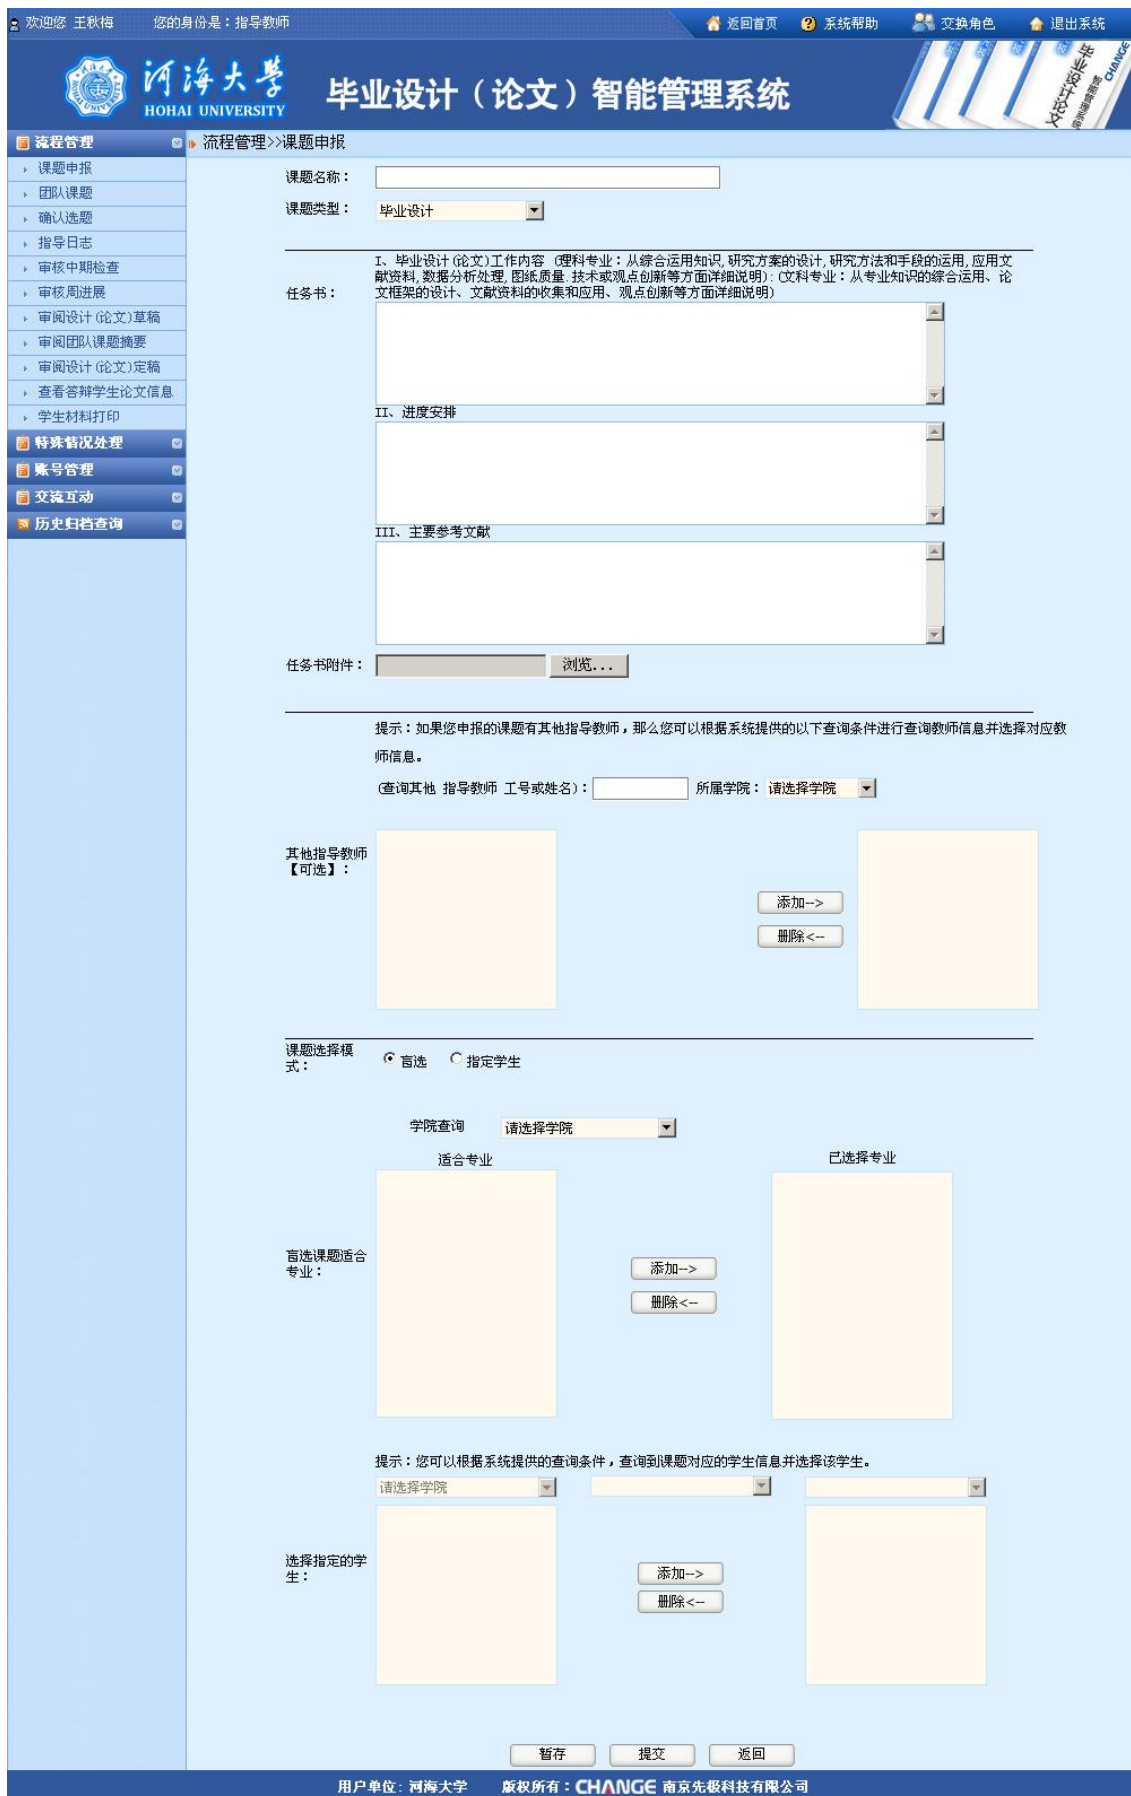 欢迎您 王秋梅 您的身份是：指导教师 返回首页 系统帮助 交换角色 退出系统
河海大学
HOHAI UNIVERSITY
毕业设计（论文）智能管理系统
毕业设计论文
智能管理系统
CHANGE
流程管理
流程管理>>课题申报
课题申报
团队课题
确认选题
指导日志
审核中期检查
审核周进展
审阅设计(论文)草稿
审阅团队课题摘要
审阅设计(论文)定稿
查看答辩学生论文信息
学生材料打印
特殊情况处理
账号管理
交流互动
历史归档查询
课题名称：
课题类型： 毕业设计
任务书：
I、毕业设计(论文)工作内容 (理科专业：从综合运用知识,研究方案的设计,研究方法和手段的运用,应用文
献资料,数据分析处理,图纸质量.技术或观点创新等方面详细说明)：(文科专业：从专业知识的综合运用、论
文框架的设计、文献资料的收集和应用、观点创新等方面详细说明)
II、进度安排
III、主要参考文献
任务书附件： 浏览...
提示：如果您申报的课题有其他指导教师，那么您可以根据系统提供的以下查询条件进行查询教师信息并选择对应教
师信息。
(查询其他 指导教师 工号或姓名)： 所属学院： 请选择学院
其他指导教师
【可选】：
添加-->
删除<--
课题选择模
式：
盲选 指定学生
学院查询 请选择学院
适合专业 已选择专业
盲选课题适合
专业：
添加-->
删除<--
提示：您可以根据系统提供的查询条件，查询到课题对应的学生信息并选择该学生。
请选择学院
选择指定的学
生：
添加-->
删除<--
暂存 提交 返回
用户单位: 河海大学 版权所有：CHANGE 南京先极科技有限公司